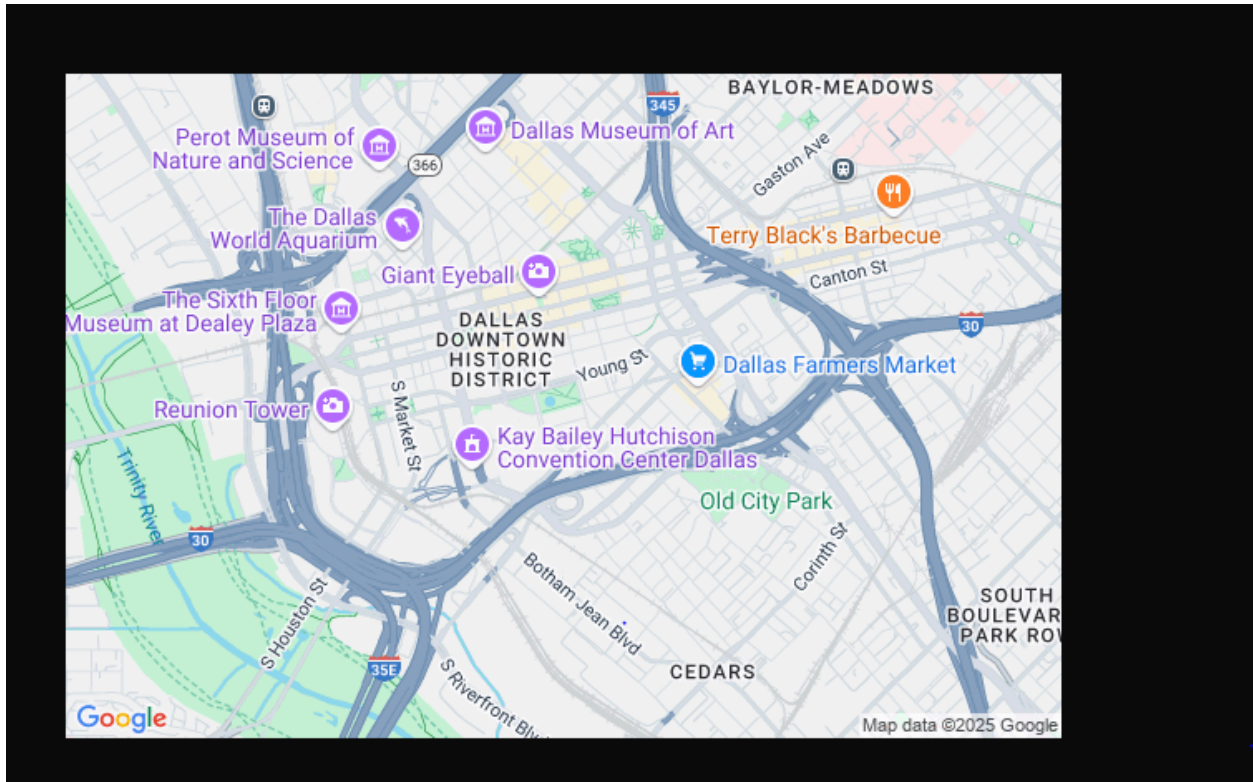 BAYLOR-MEADOWS
345
Perot Museum of
Nature and Science
Dallas Museum of Art
366
Gaston Ave
The Dallas
World Aquarium
Terry Black's Barbecue
Giant Eyeball
Canton St
The Sixth Floor
Museum at Dealey Plaza
DALLAS
DOWNTOWN
HISTORIC
DISTRICT
30
Young St
Dallas Farmers Market
Reunion Tower
S Market St
Kay Bailey Hutchison
Convention Center Dallas
Trinity River
Old City Park
30
Corinth St
Botham Jean Blvd
S Houston St
SOUTH
BOULEVAR
PARK ROW
35E
CEDARS
S Riverfront Blvd
Google
Map data ©2025 Google